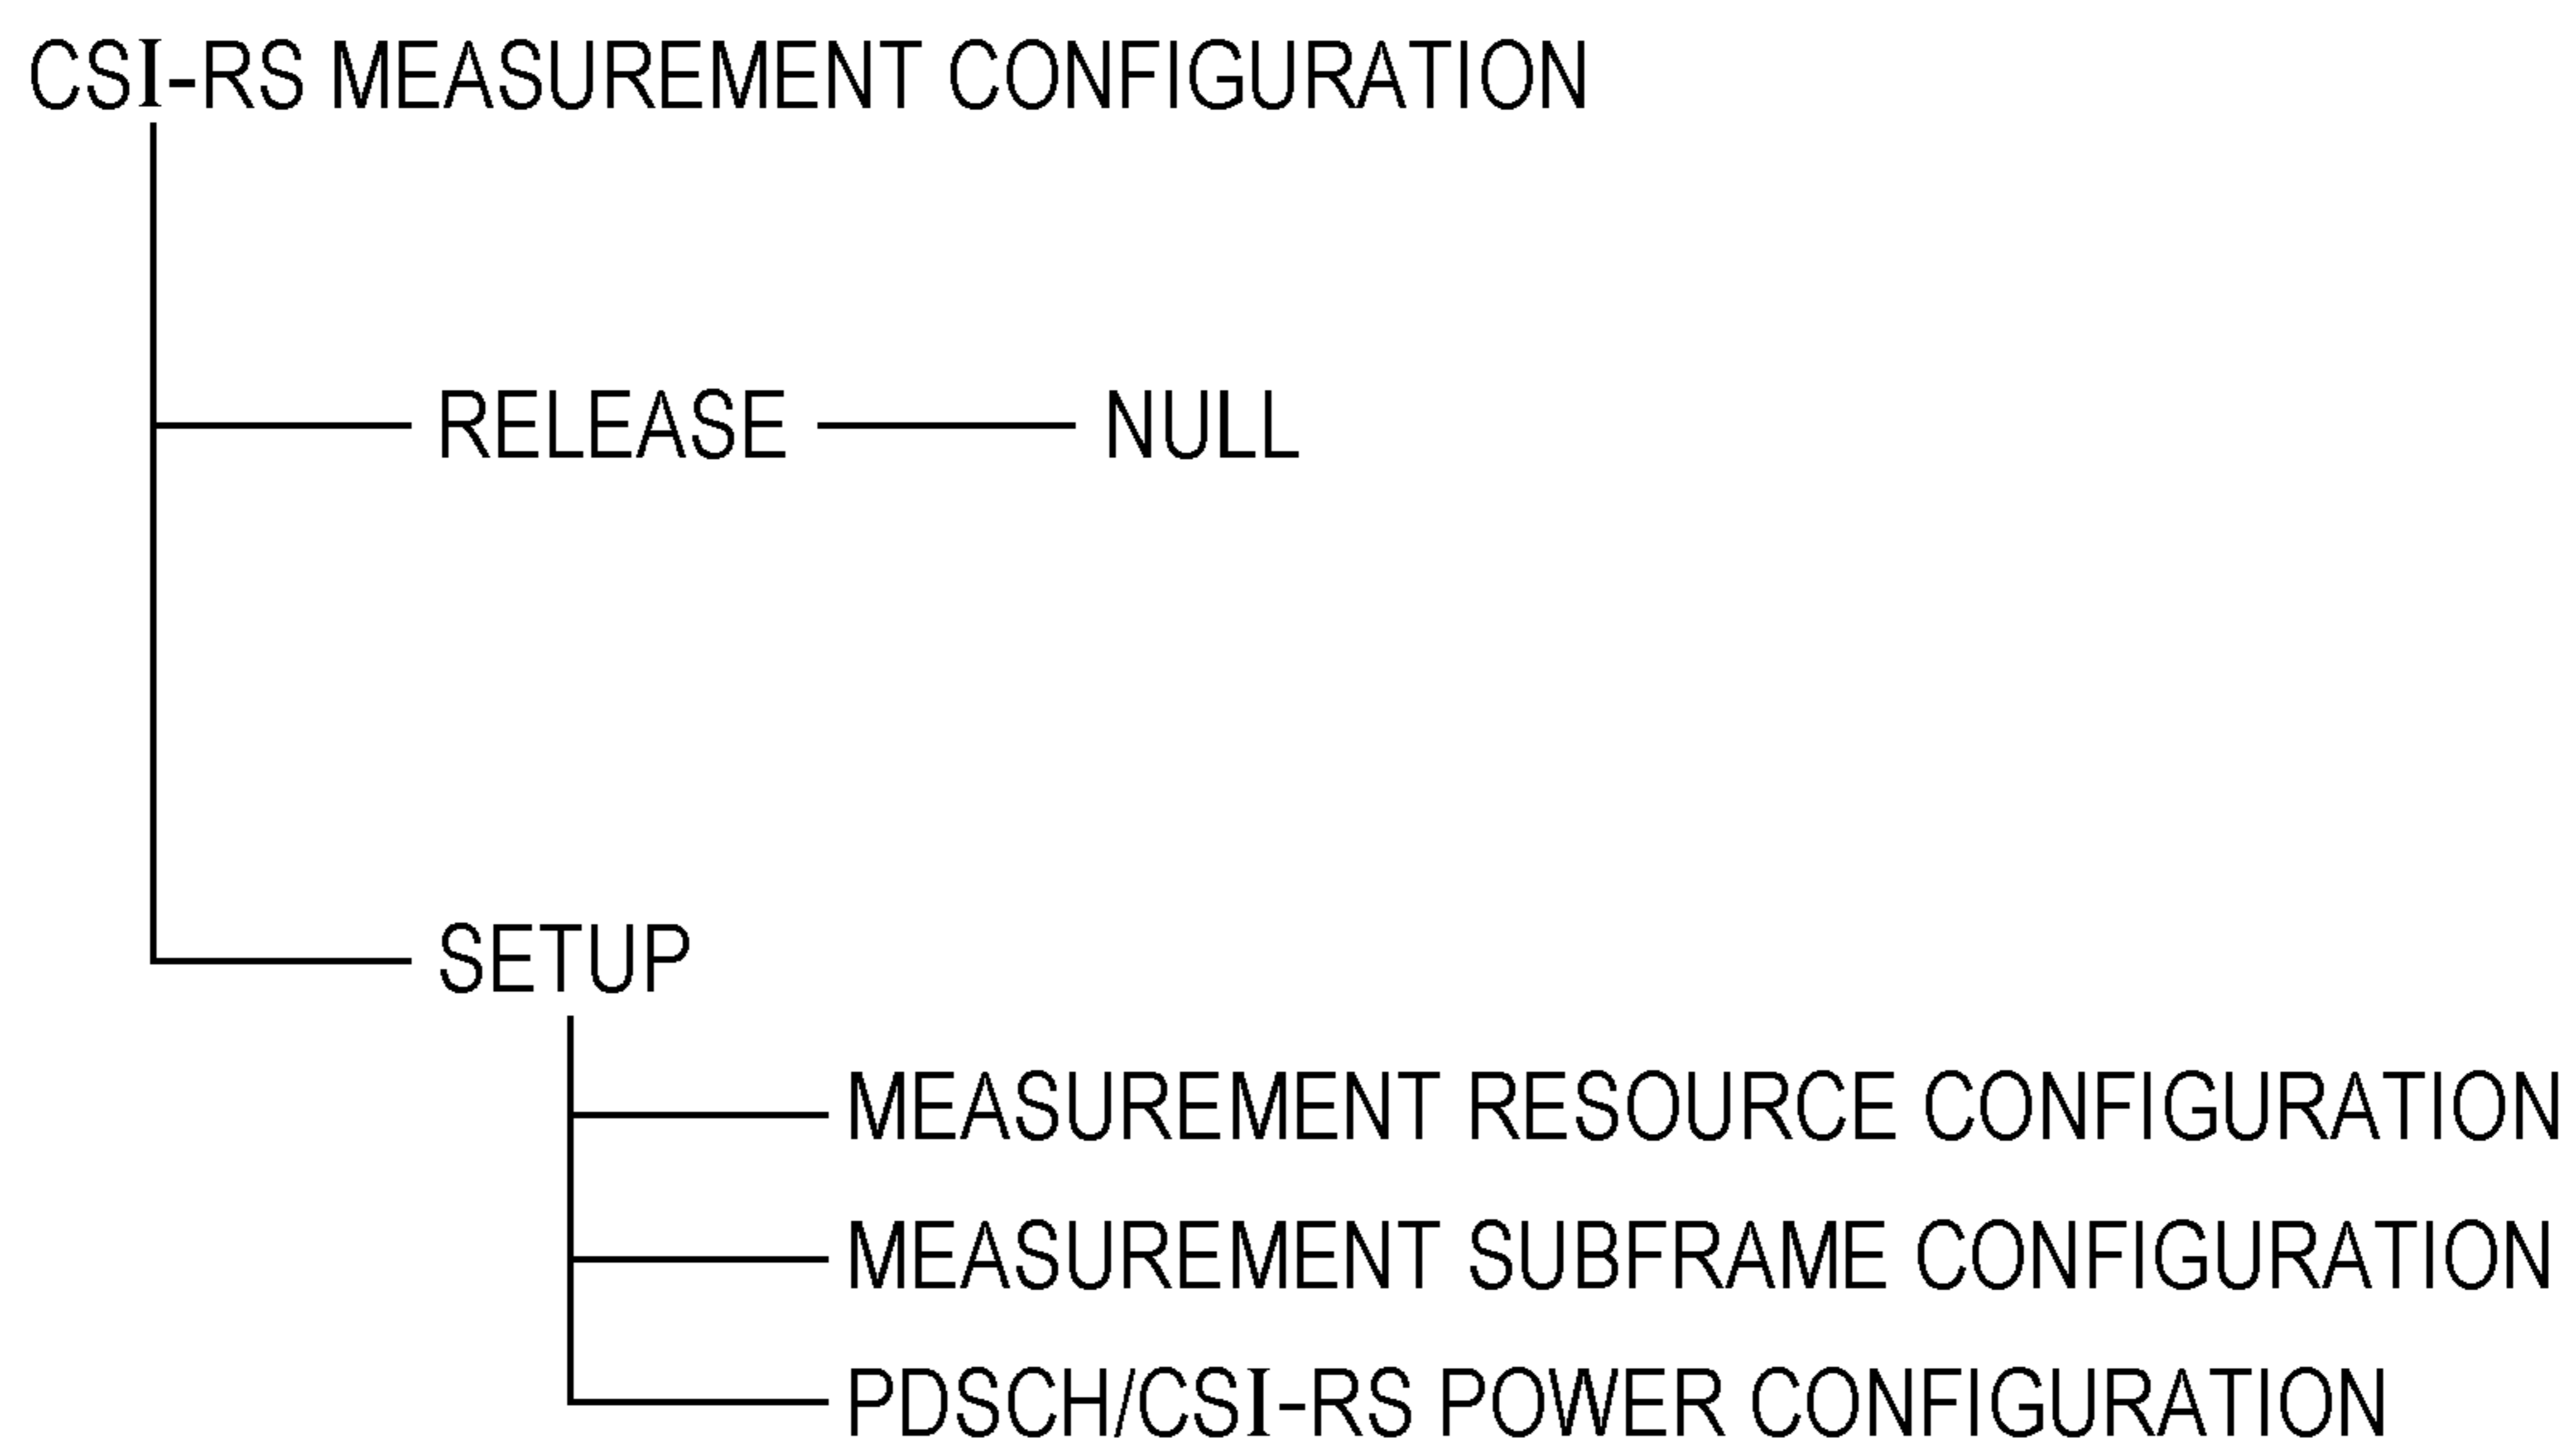 CSI-RS MEASUREMENT CONFIGURATION
RELEASE NULL
SETUP
MEASUREMENT RESOURCE CONFIGURATION
MEASUREMENT SUBFRAME CONFIGURATION
PDSCH/CSI-RS POWER CONFIGURATION